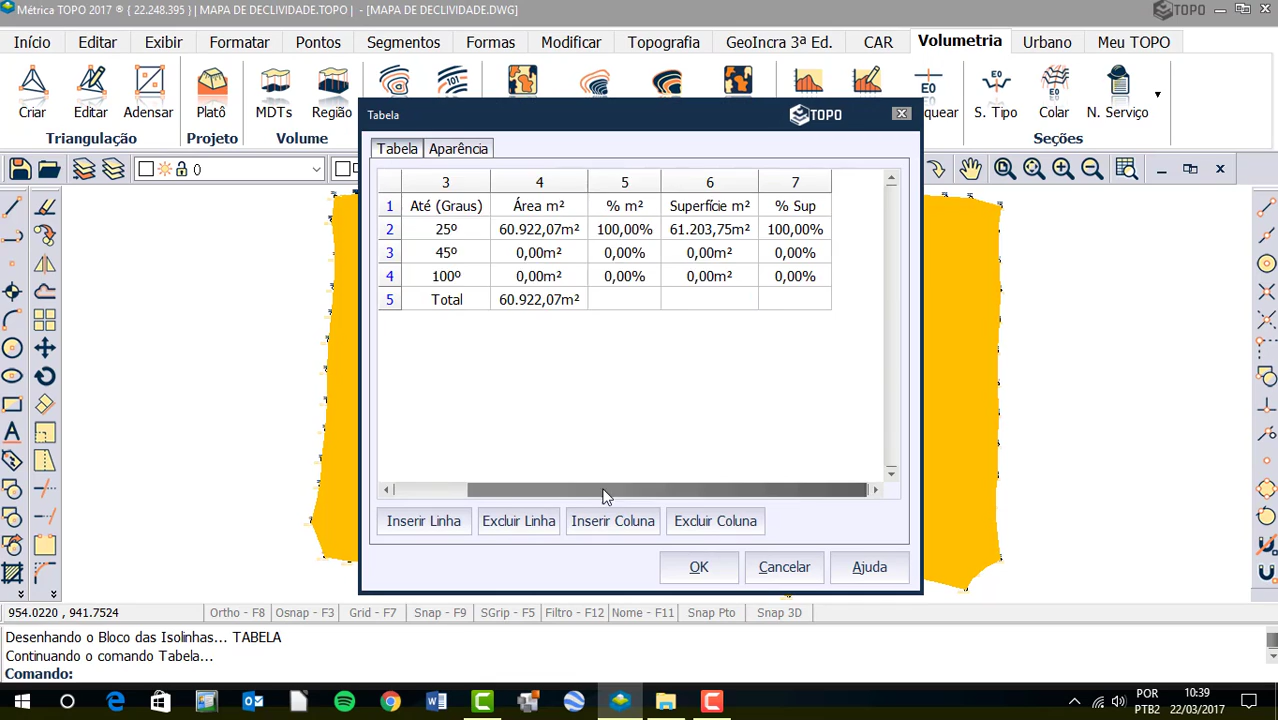 Métrica TOPO 2017 ® { 22.248.395 } | MAPA DE DECLIVIDADE.TOPO | - [MAPA DE DECLIVIDADE.DWG]
TOPO
Início Editar Exibir Formatar Pontos Segmentos Formas Modificar Topografia GeoIncra 3ª Ed. CAR Volumetria Urbano Meu TOPO
101 E0 E0
Criar Editar Adensar Platô MDTs Região quear S. Tipo Colar N. Serviço
Triangulação Projeto Volume Seções
Tabela TOPO
Tabela Aparência
0
3 4 5 6 7
1 Até (Graus) Área m² % m² Superfície m² % Sup
2 25º 60.922,07m² 100,00% 61.203,75m² 100,00%
3 45º 0,00m² 0,00% 0,00m² 0,00%
4 100º 0,00m² 0,00% 0,00m² 0,00%
5 Total 60.922,07m²
Inserir Linha Excluir Linha Inserir Coluna Excluir Coluna
OK Cancelar Ajuda
954.0220 , 941.7524 Ortho - F8 Osnap - F3 Grid - F7 Snap - F9 SGrip - F5 Filtro - F12 Nome - F11 Snap Pto Snap 3D
Desenhando o Bloco das Isolinhas... TABELA
Continuando o comando Tabela...
Comando:
POR 10:39
PTB2 22/03/2017